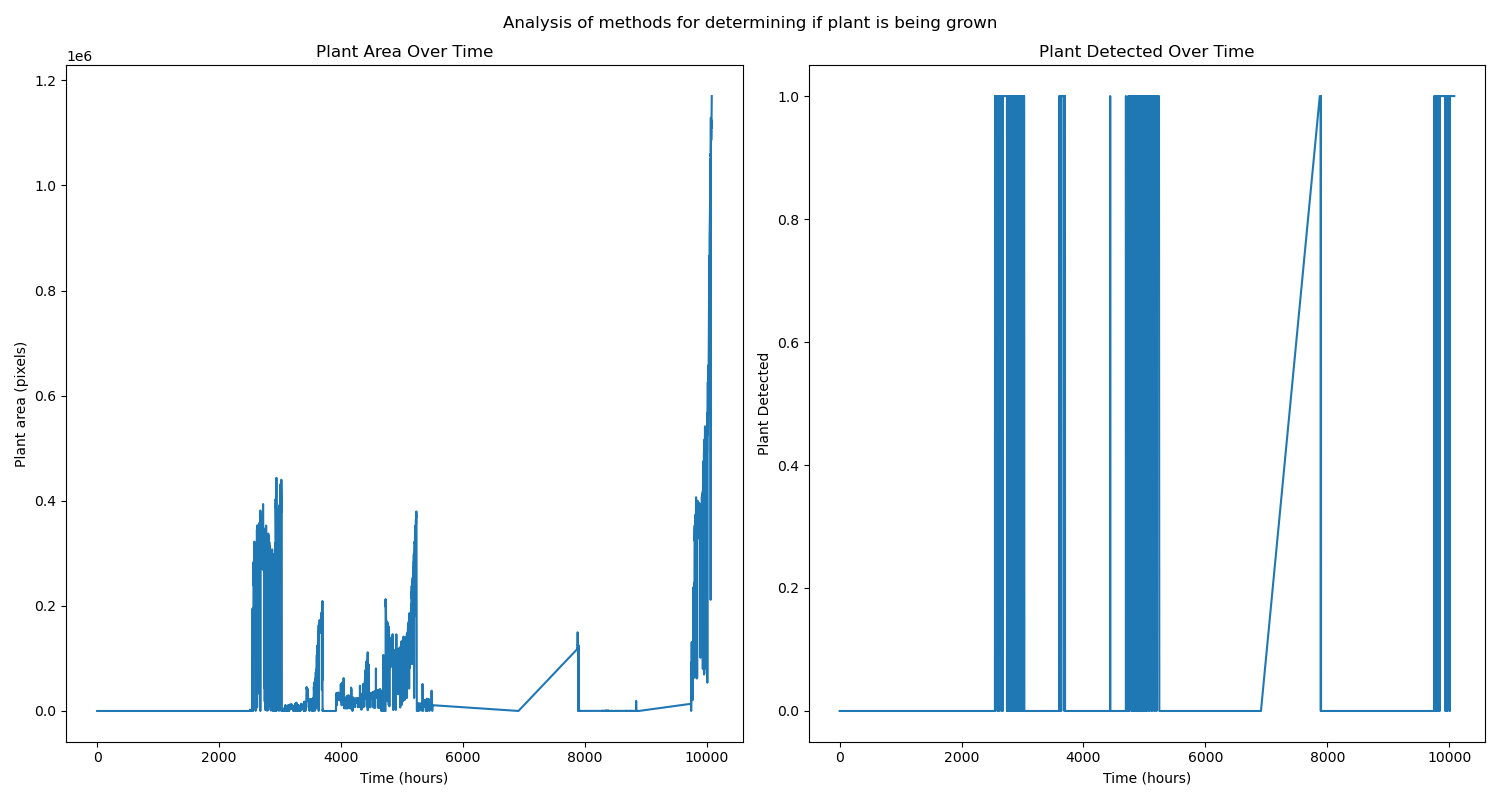 Analysis of methods for determining if plant is being grown
Plant Area Over Time
1e6
1.2
1.0
0.8
0.6
0.4
0.2
0.0
Plant area (pixels)
0 2000 4000 6000 8000 10000
Time (hours)
Plant Detected Over Time
1.0
0.8
0.6
0.4
0.2
0.0
Plant Detected
0 2000 4000 6000 8000 10000
Time (hours)